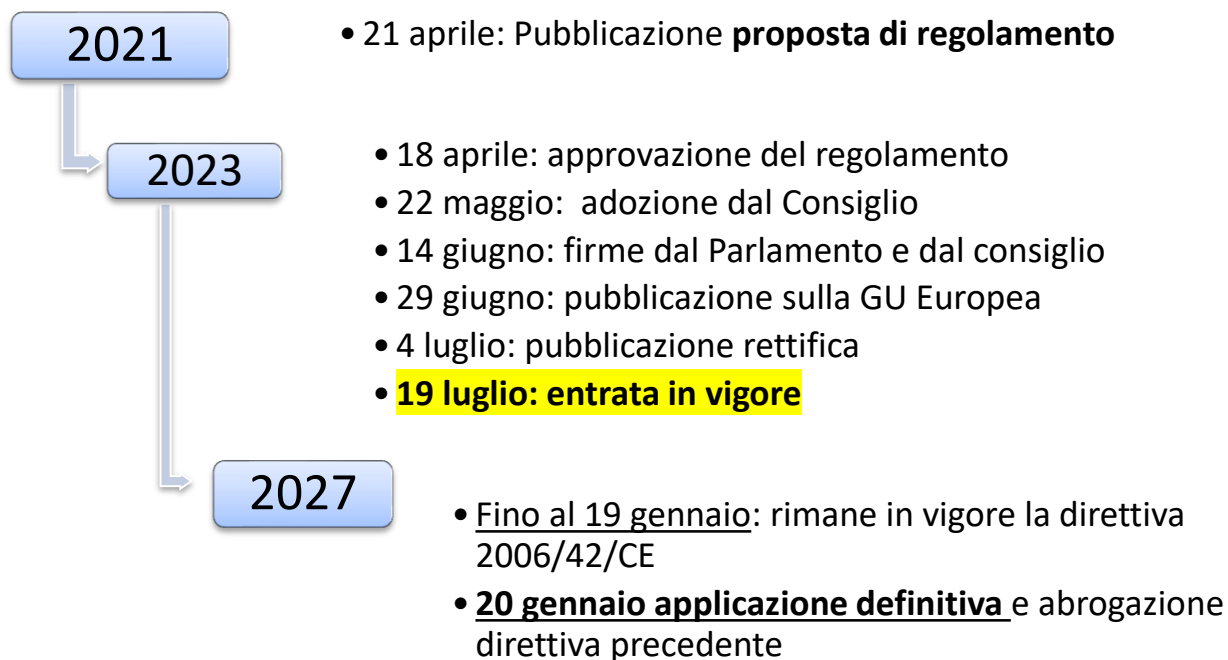 2021
• 21 aprile: Pubblicazione proposta di regolamento
2023
• 18 aprile: approvazione del regolamento
• 22 maggio:  adozione dal Consiglio
• 14 giugno: firme dal Parlamento e dal consiglio
• 29 giugno: pubblicazione sulla GU Europea
• 4 luglio: pubblicazione rettifica
• 19 luglio: entrata in vigore
2027
• Fino al 19 gennaio: rimane in vigore la direttiva
2006/42/CE
• 20 gennaio applicazione definitiva e abrogazione
direttiva precedente